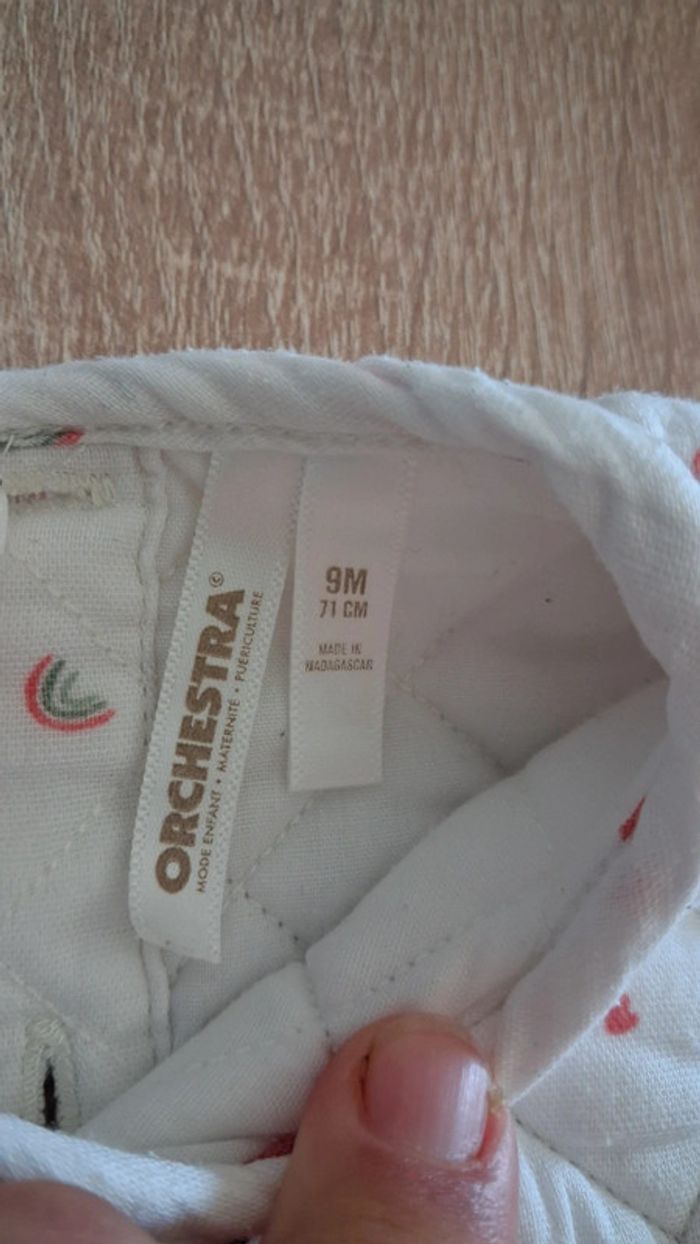 ORCHESTRA©
MODE ENFANT • MATERNITÉ • PUÉRICULTURE
9M
71 CM
MADE IN
MADAGASCAR